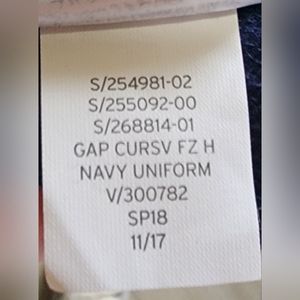 S/254981-02
S/255092-00
S/268814-01
GAP CURSV FZ H
NAVY UNIFORM
V/300782
SP18
11/17